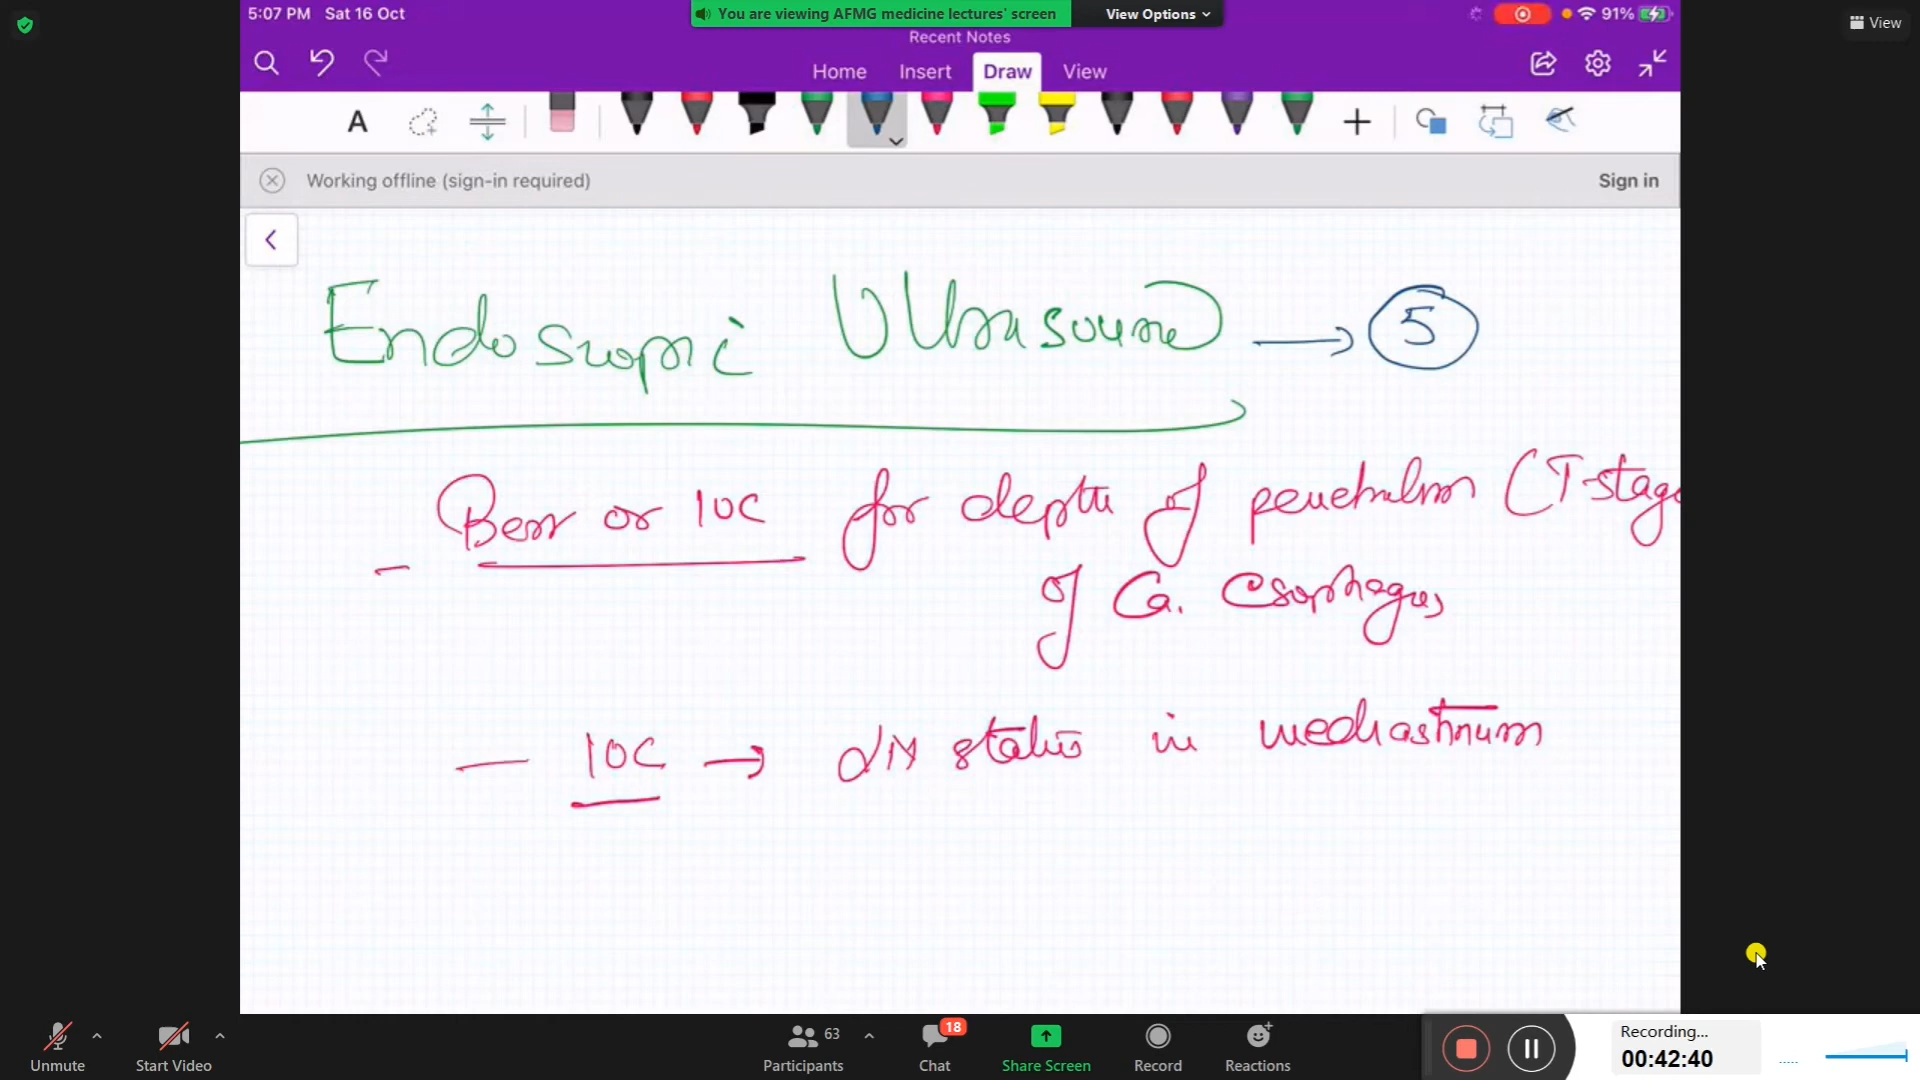 5:07 PM Sat 16 Oct
You are viewing AFMG medicine lectures' screen
View Options
91%
View
Recent Notes
Home Insert Draw View
A
Working offline (sign-in required)
Sign in
Endoscopic Ultrasound → 5
- Best or IOC for depth of penetration (T-stage
of Ca. Esophagus
— IOC → LN status in mediastinum
Unmute
Start Video
63
Participants
18
Chat
Share Screen
Record
Reactions
Recording...
00:42:40